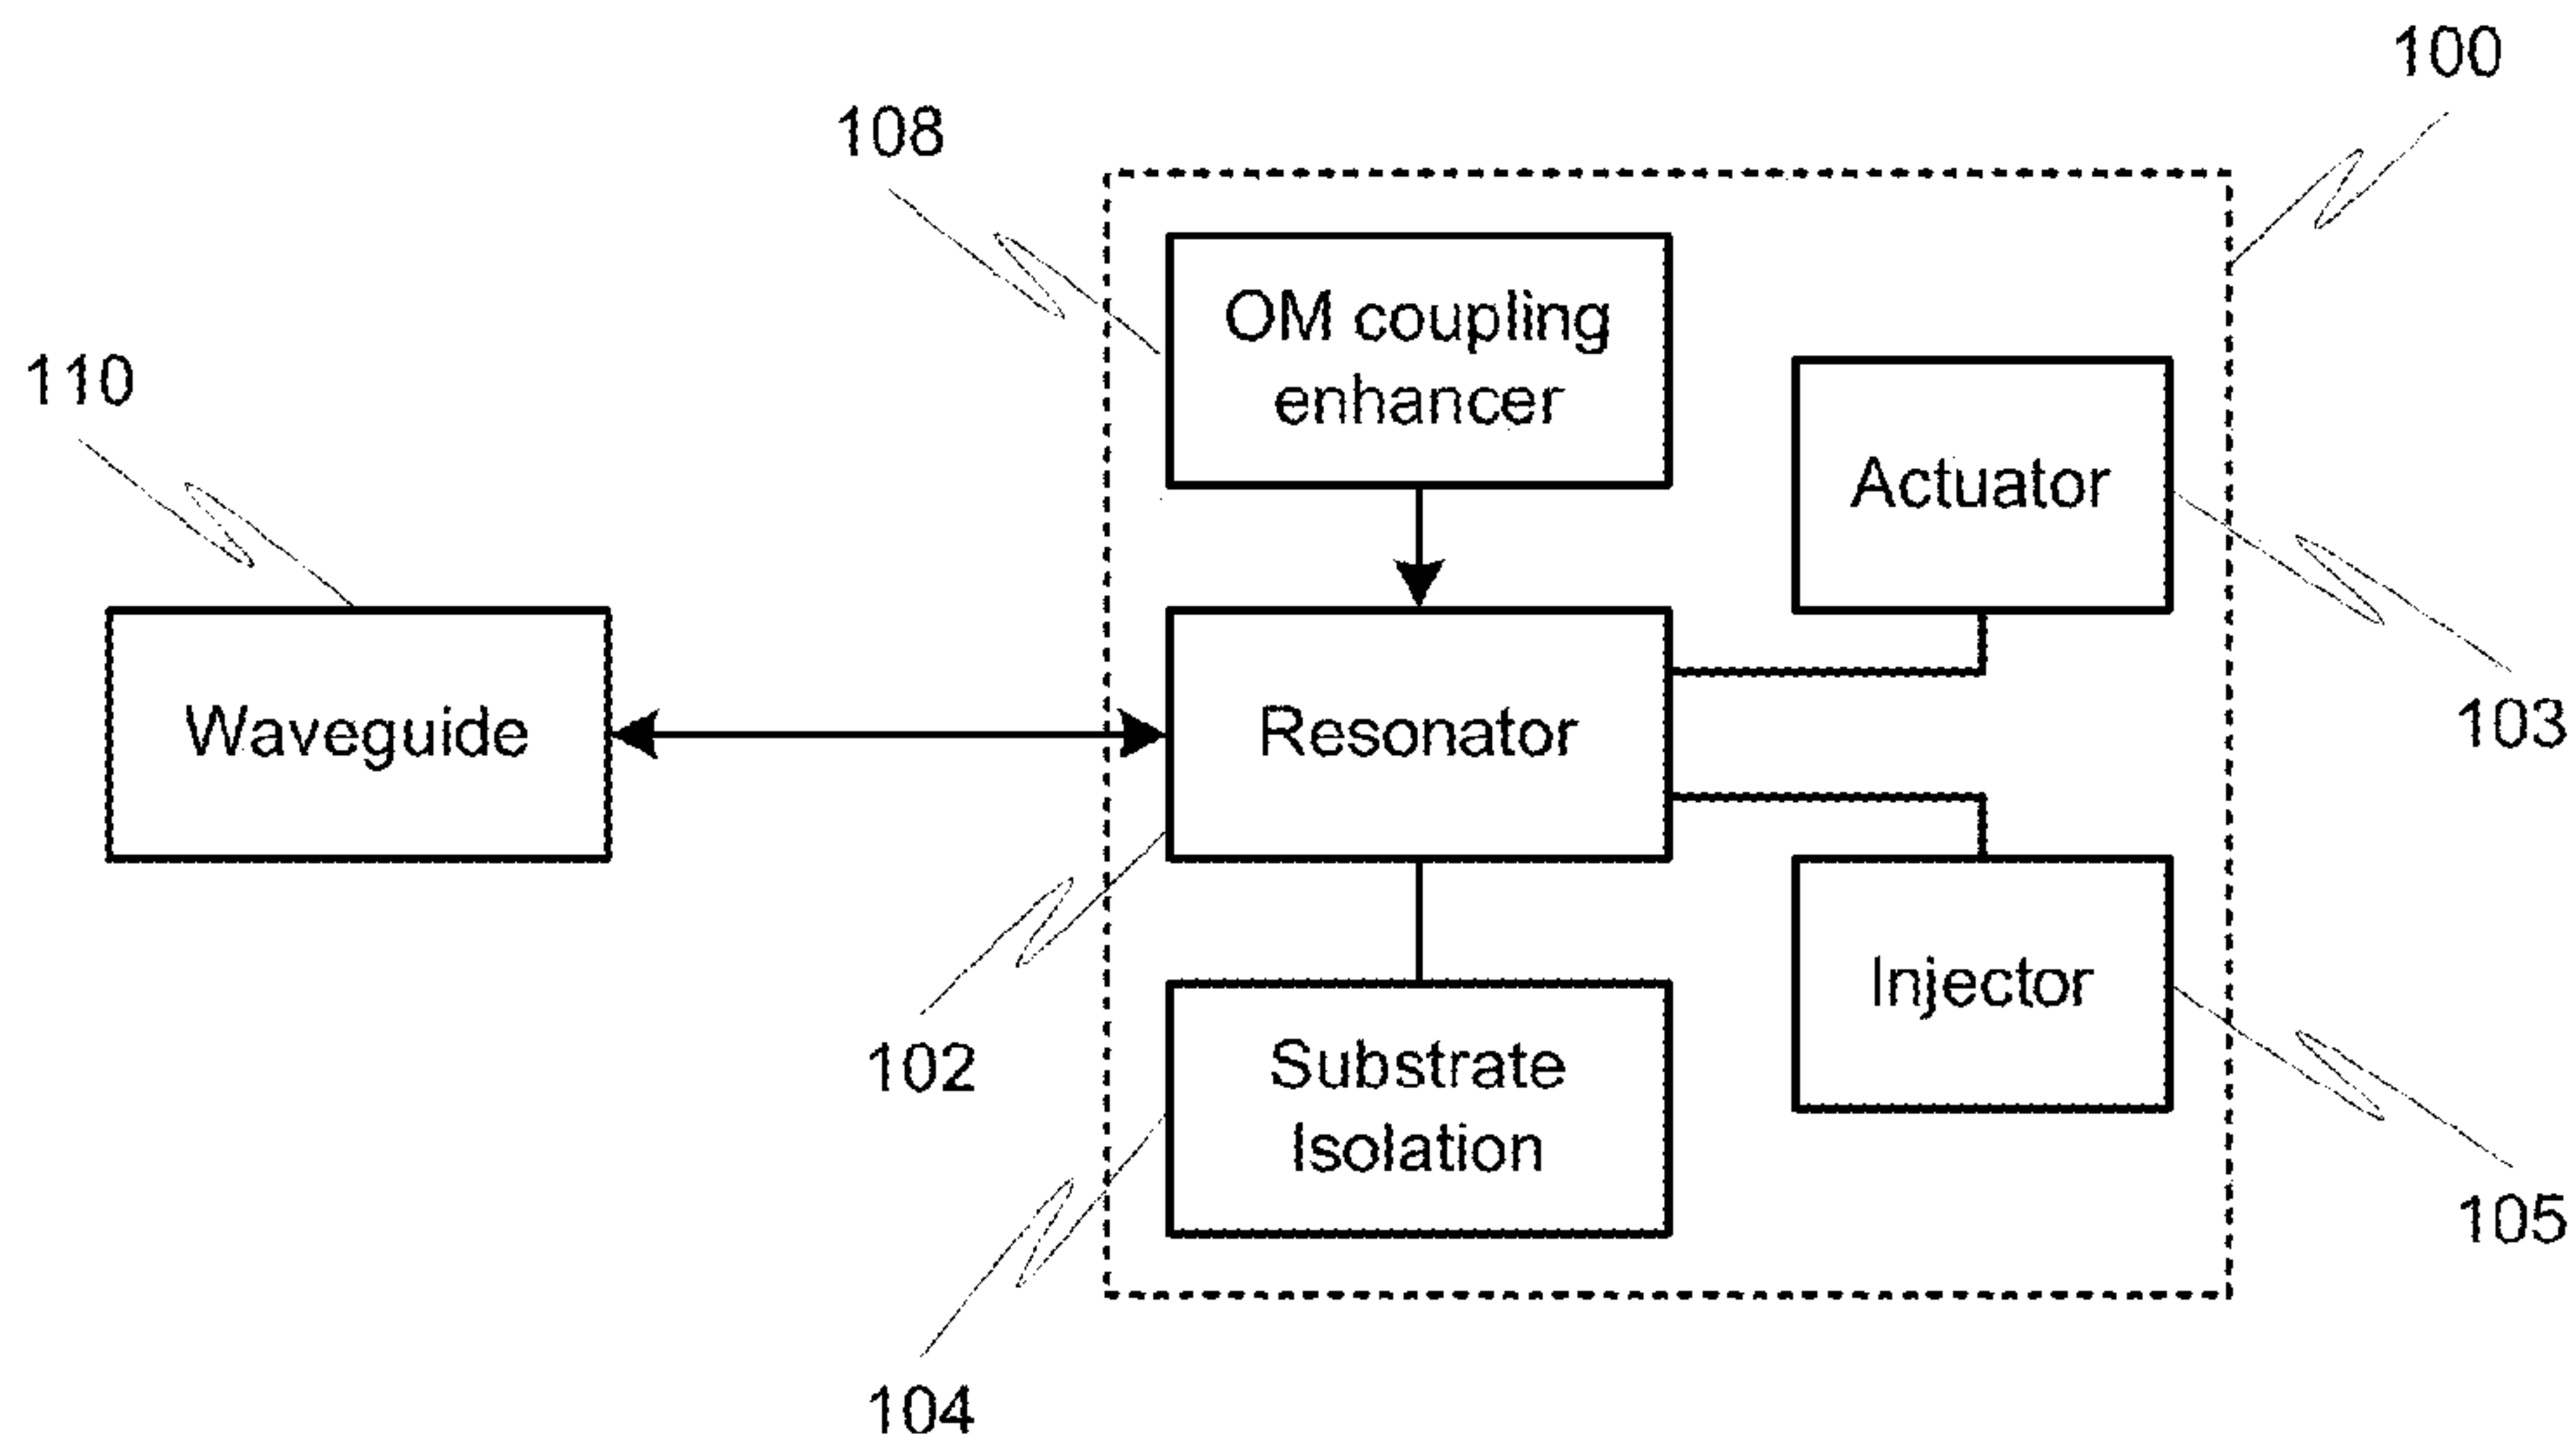 100
108
OM coupling
enhancer
110
Actuator
Waveguide
Resonator
103
102
Injector
Substrate
Isolation
105
104